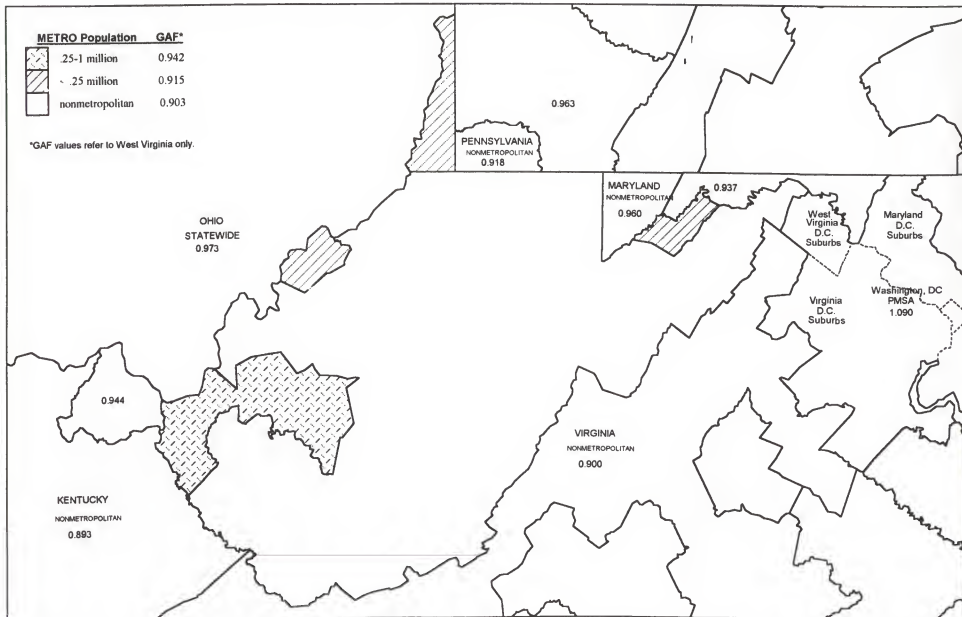 METRO Population GAF*
.25-1 million 0.942
.25 million 0.915
nonmetropolitan 0.903
*GAF values refer to West Virginia only.
0.963
PENNSYLVANIA
NONMETROPOLITAN
0.918
MARYLAND
NONMETROPOLITAN
0.960
0.937
West
Virginia
D.C.
Suburbs
Maryland
D.C.
Suburbs
OHIO
STATEWIDE
0.973
Washington, DC
PMSA
1.090
Virginia
D.C.
Suburbs
0.944
VIRGINIA
NONMETROPOLITAN
0.900
KENTUCKY
NONMETROPOLITAN
0.893